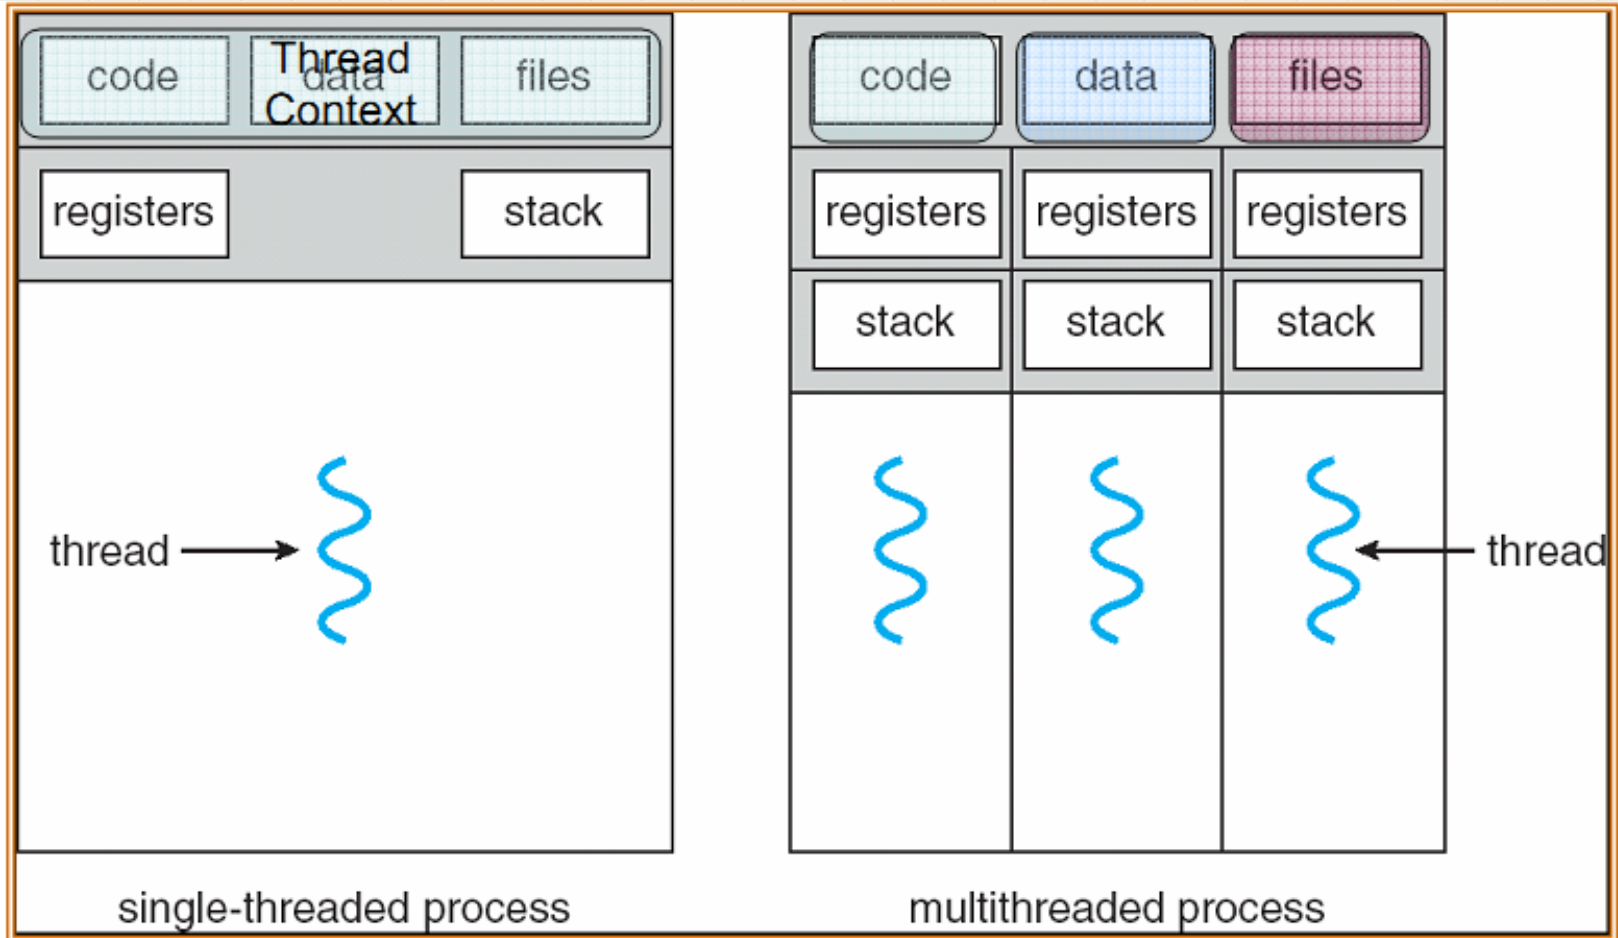 code data files
Thread
Context
registers stack
thread
single-threaded process
code data files
registers registers registers
stack stack stack
thread
multithreaded process